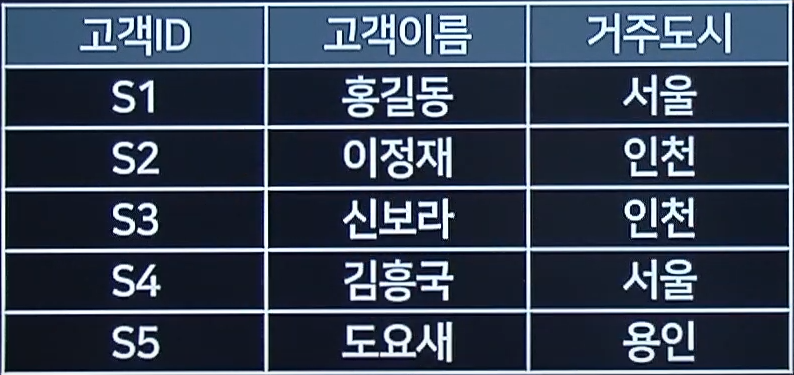 고객ID 고객이름 거주도시
S1 홍길동 서울
S2 이정재 인천
S3 신보라 인천
S4 김흥국 서울
S5 도요새 용인